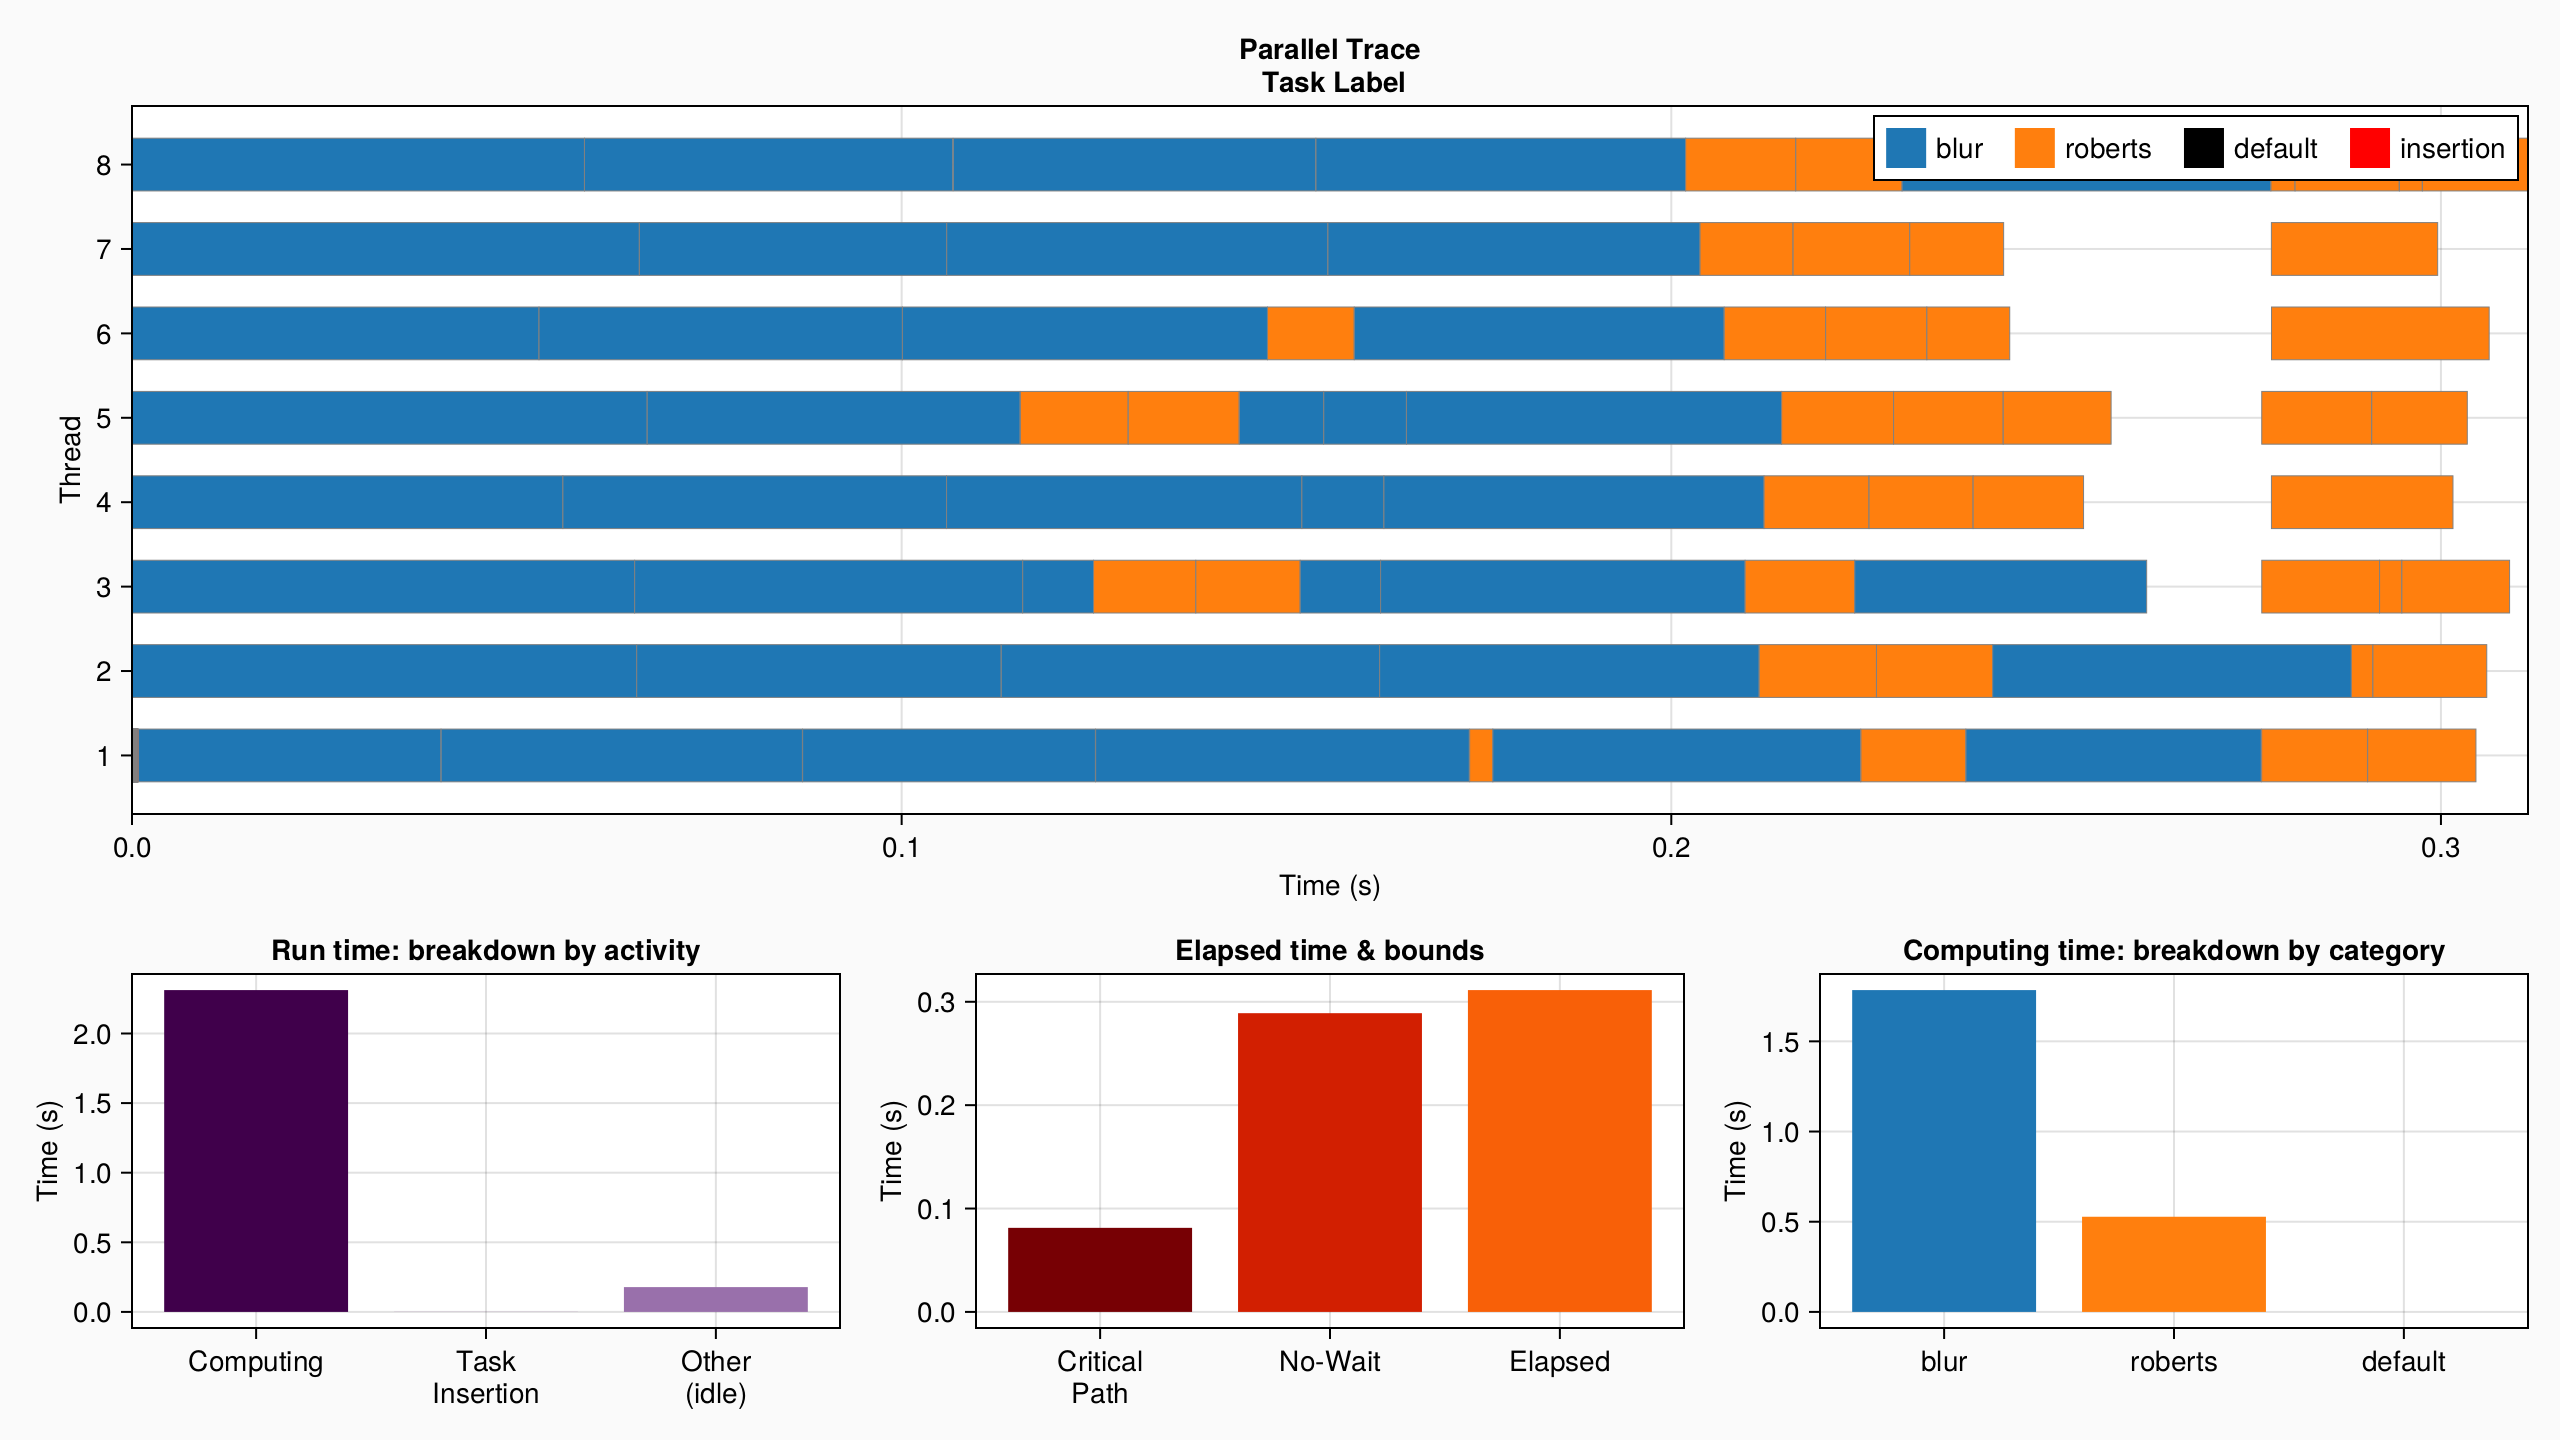 Parallel Trace
Task Label
blur
roberts
default
insertion
Thread
8
7
6
5
4
3
2
1
0.0
0.1
0.2
0.3
Time (s)
Run time: breakdown by activity
Time (s)
2.0
1.5
1.0
0.5
0.0
Computing
Task
Insertion
Other
(idle)
Elapsed time & bounds
Time (s)
0.3
0.2
0.1
0.0
Critical
Path
No-Wait
Elapsed
Computing time: breakdown by category
Time (s)
1.5
1.0
0.5
0.0
blur
roberts
default